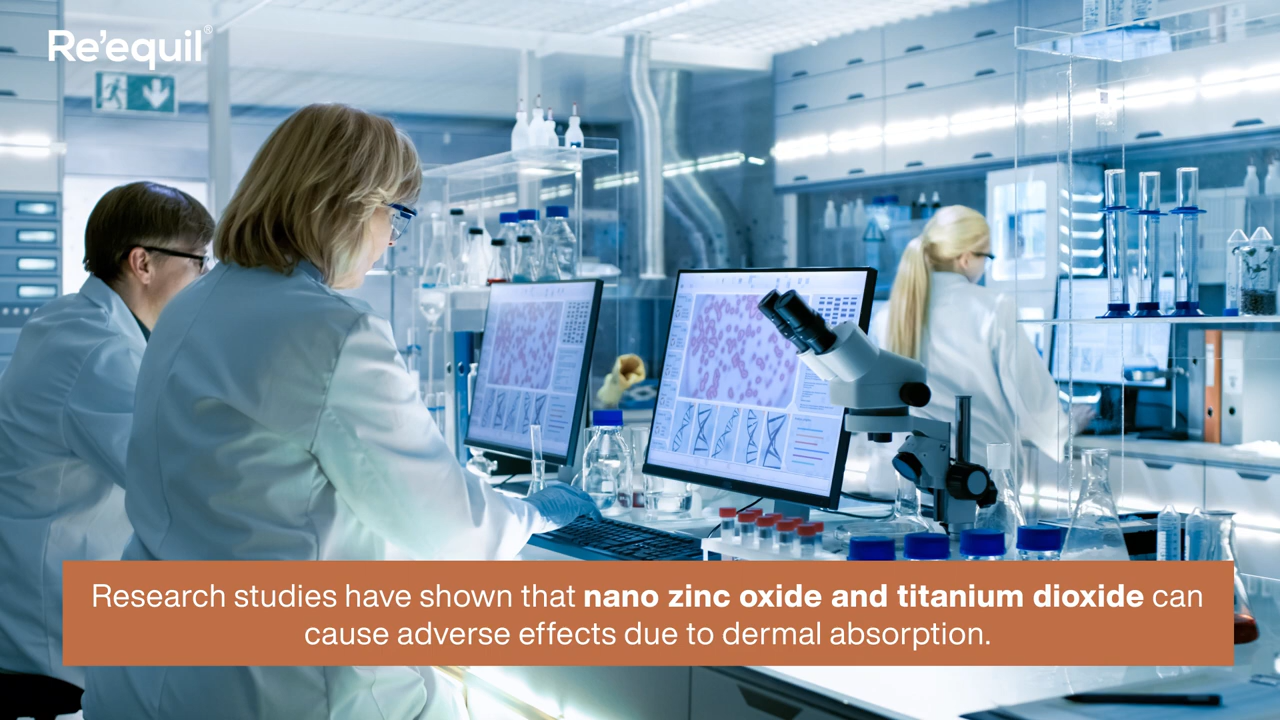 Re'equil®
Research studies have shown that nano zinc oxide and titanium dioxide can
cause adverse effects due to dermal absorption.